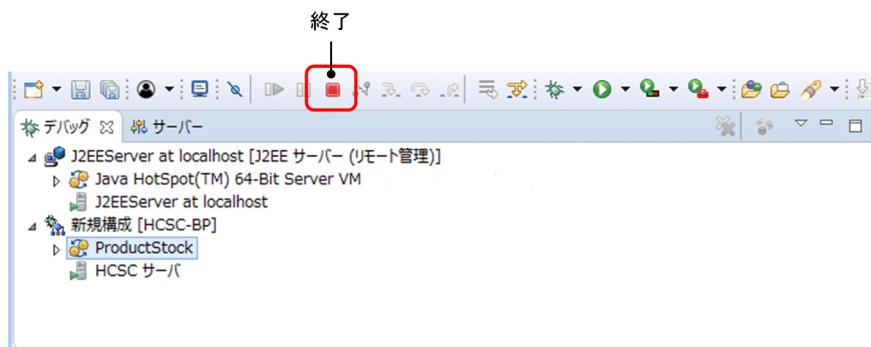 終了
デバッグ サーバー
J2EEServer at localhost [J2EE サーバー (リモート管理)]
Java HotSpot(TM) 64-Bit Server VM
J2EEServer at localhost
新規構成 [HCSC-BP]
ProductStock
HCSC サーバ